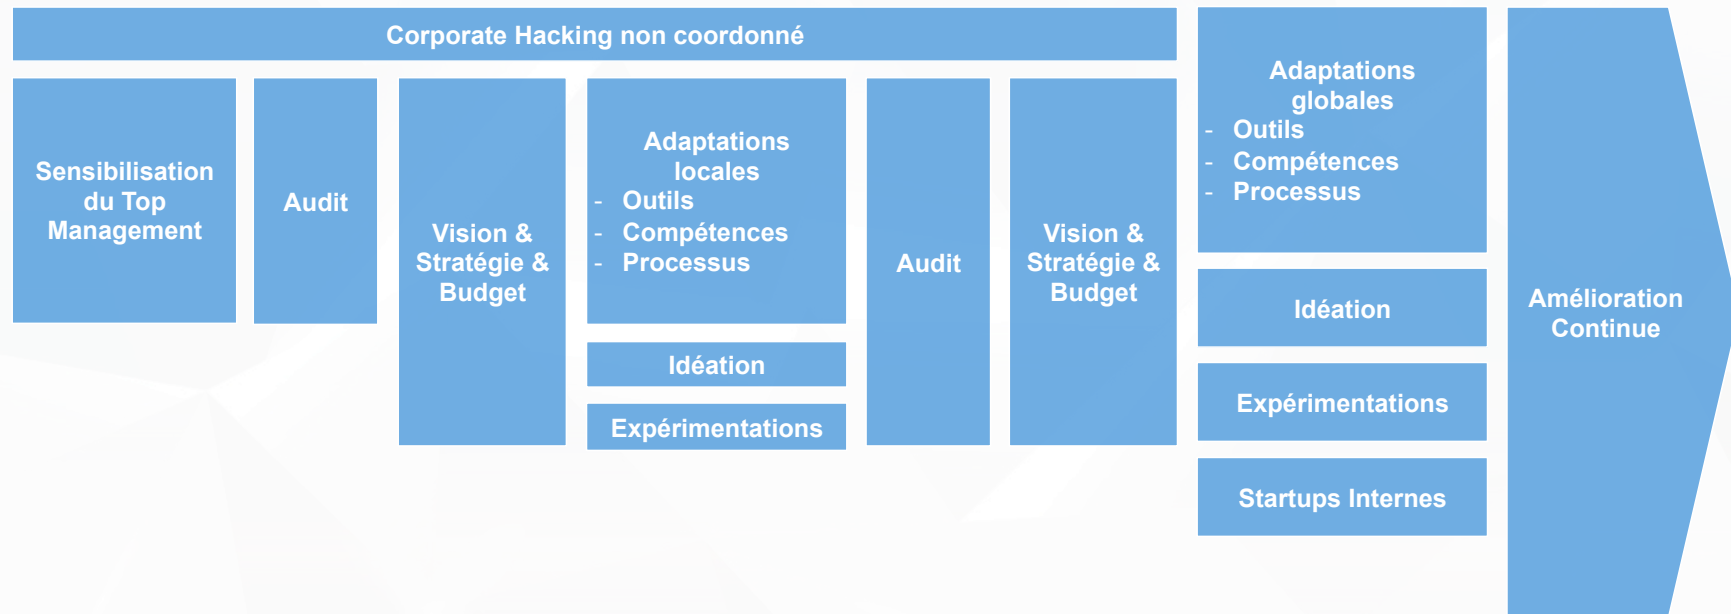 Corporate Hacking non coordonné
Sensibilisation
du Top
Management
Audit
Vision &
Stratégie &
Budget
Adaptations
locales
- Outils
- Compétences
- Processus
Idéation
Expérimentations
Audit
Vision &
Stratégie &
Budget
Adaptations
globales
- Outils
- Compétences
- Processus
Idéation
Expérimentations
Startups Internes
Amélioration
Continue